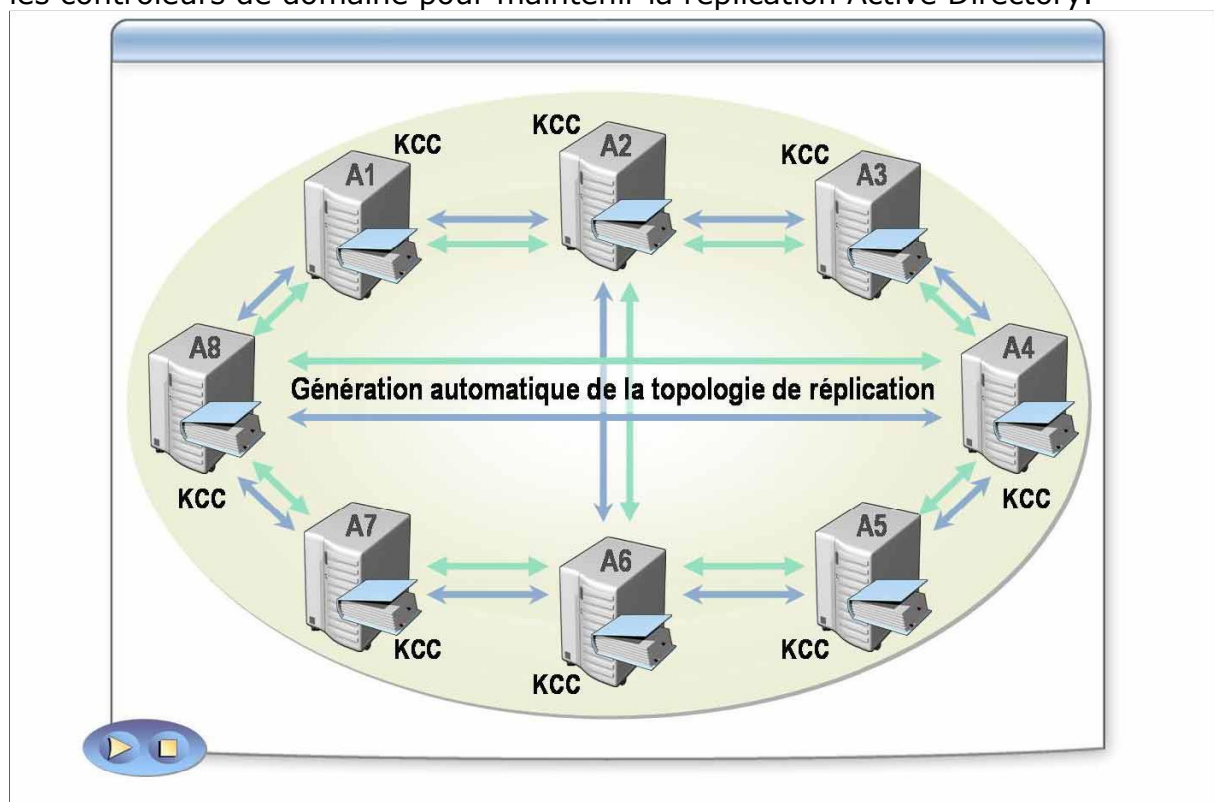 les contrôleurs de domaine pour maintenir la réplication Active Directory.
KCC
A1
KCC
A2
KCC
A3
A8
A4
Génération automatique de la topologie de réplication
KCC
KCC
A7
A6
A5
KCC
KCC
KCC